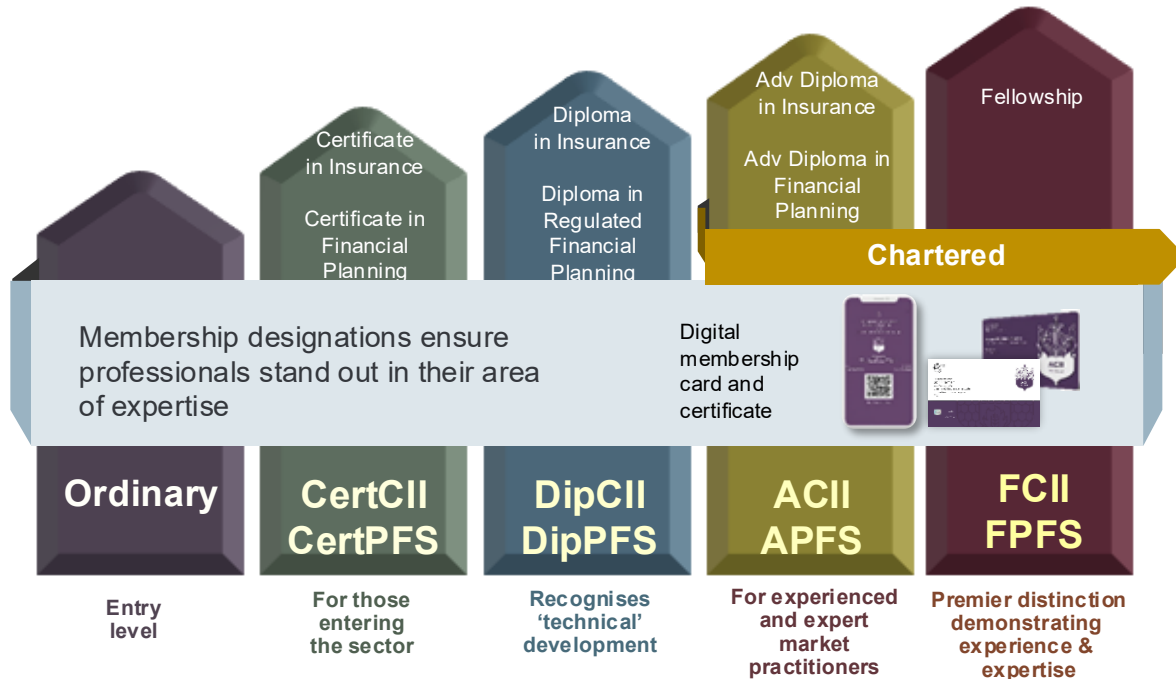 Certificate
in Insurance
Certificate in
Financial
Planning
Diploma
in Insurance
Diploma in
Regulated
Financial
Planning
Adv Diploma
in Insurance
Adv Diploma in
Financial
Planning
Fellowship
Chartered
Membership designations ensure
professionals stand out in their area
of expertise
Digital
membership
card and
certificate
ACII
Ordinary
CertCII
CertPFS
DipCII
DipPFS
ACII
APFS
FCII
FPFS
Entry
level
For those
entering
the sector
Recognises
‘technical’
development
For experienced
and expert
market
practitioners
Premier distinction
demonstrating
experience &
expertise